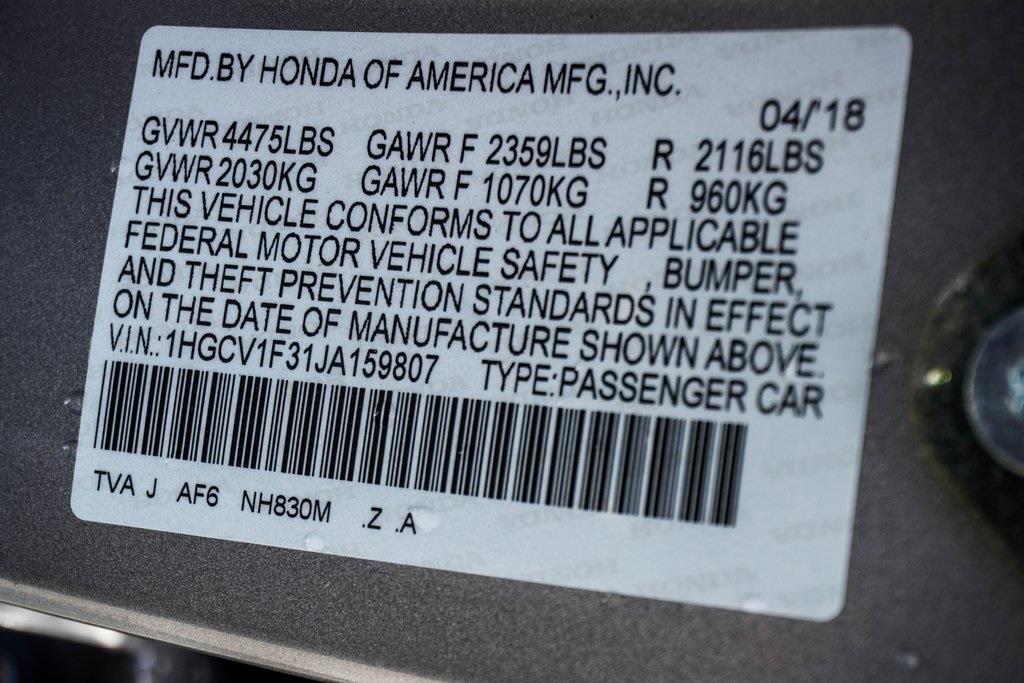 MFD.BY HONDA OF AMERICA MFG.,INC.
04/'18
GVWR 4475LBS GAWR F 2359LBS R 2116LBS
GVWR 2030KG GAWR F 1070KG R 960KG
THIS VEHICLE CONFORMS TO ALL APPLICABLE
FEDERAL MOTOR VEHICLE SAFETY , BUMPER,
AND THEFT PREVENTION STANDARDS IN EFFECT
ON THE DATE OF MANUFACTURE SHOWN ABOVE.
V.I.N.: 1HGCV1F31JA159807 TYPE:PASSENGER CAR
TVA J AF6 NH830M .Z .A